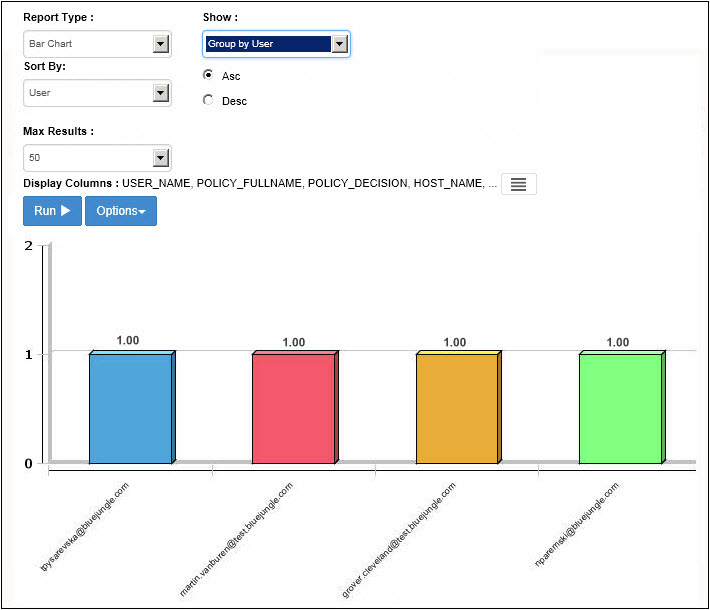 Report Type :
Show :
Bar Chart
Group by User
Sort By:
User
Asc
Desc
Max Results :
50
Display Columns : USER_NAME, POLICY_FULLNAME, POLICY_DECISION, HOST_NAME, ...
Run
Options
2
1
0
1.00
1.00
1.00
1.00
tpysarevska@bluejungle.com
martin.vanburen@test.bluejungle.com
grover.cleveland@test.bluejungle.com
nparemski@bluejungle.com